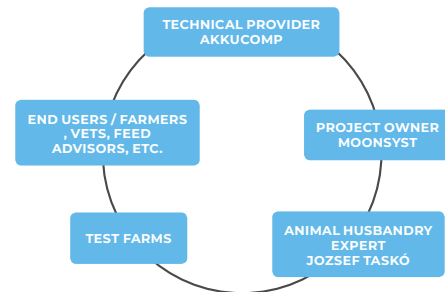 TECHNICAL PROVIDER
AKKUCOMP
END USERS / FARMERS
, VETS, FEED
ADVISORS, ETC.
PROJECT OWNER
MOONSYST
TEST FARMS
ANIMAL HUSBANDRY
EXPERT
JOZSEF TASKÓ